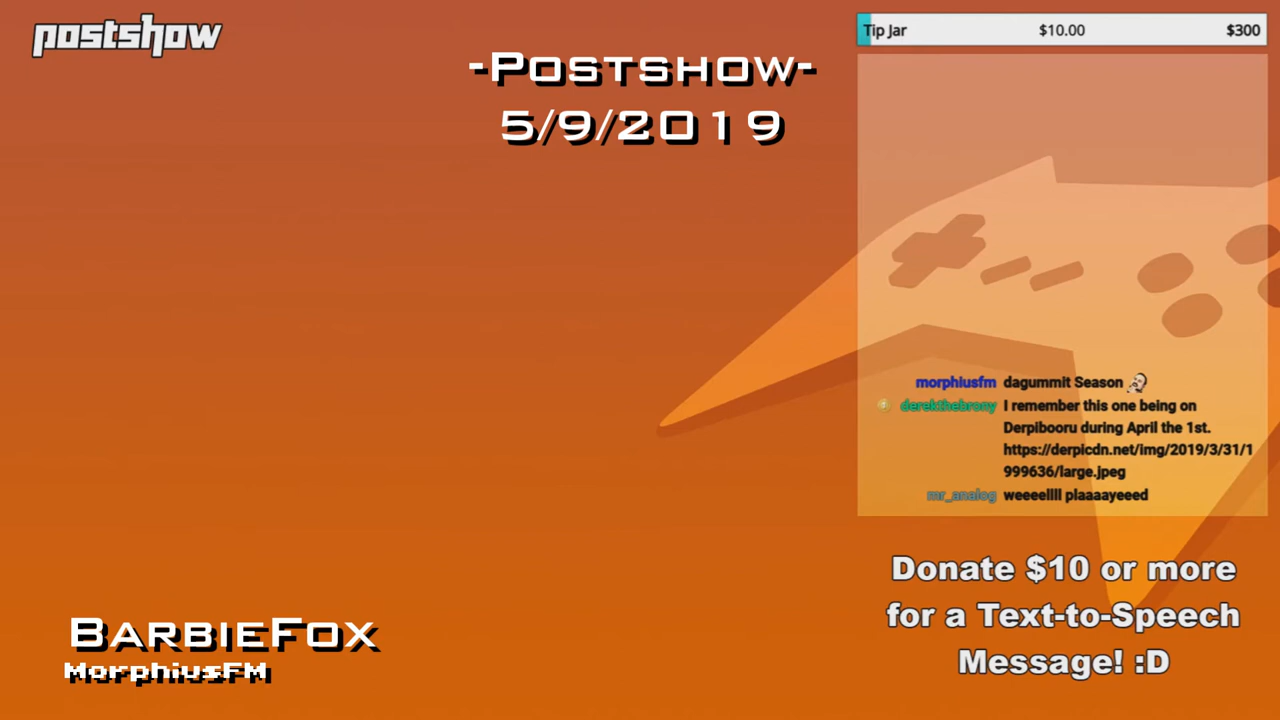 postshow
-Postshow-
5/9/2019
Tip Jar $10.00 $300
morphiusfm dagummit Season
derekthebrony I remember this one being on
Derpibooru during April the 1st.
https://derpicdn.net/img/2019/3/31/1
999636/large.jpeg
mr_analog weeeellll plaaaayeeed
Donate $10 or more
for a Text-to-Speech
Message! :D
BarbieFox
MorphiusFM